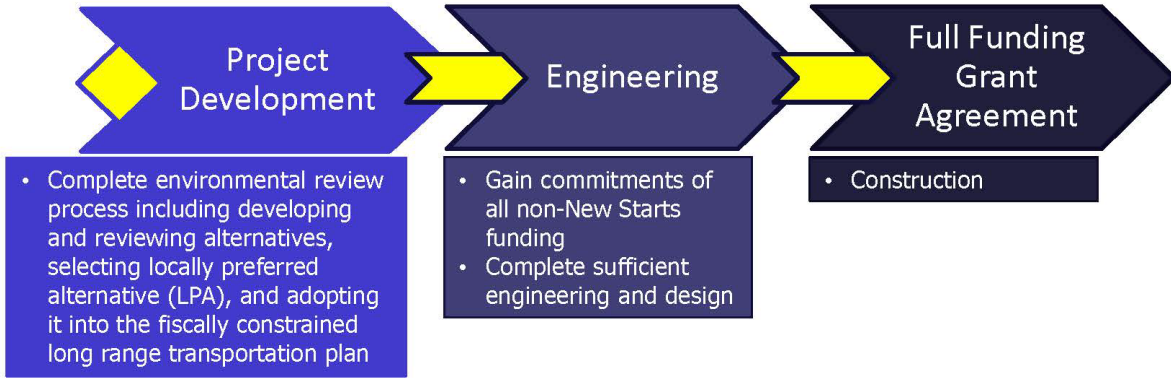 Project
Development
• Complete environmental review
process including developing
and reviewing alternatives,
selecting locally preferred
alternative (LPA), and adopting
it into the fiscally constrained
long range transportation plan
Engineering
• Gain commitments of
all non-New Starts
funding
• Complete sufficient
engineering and design
Full Funding
Grant
Agreement
• Construction